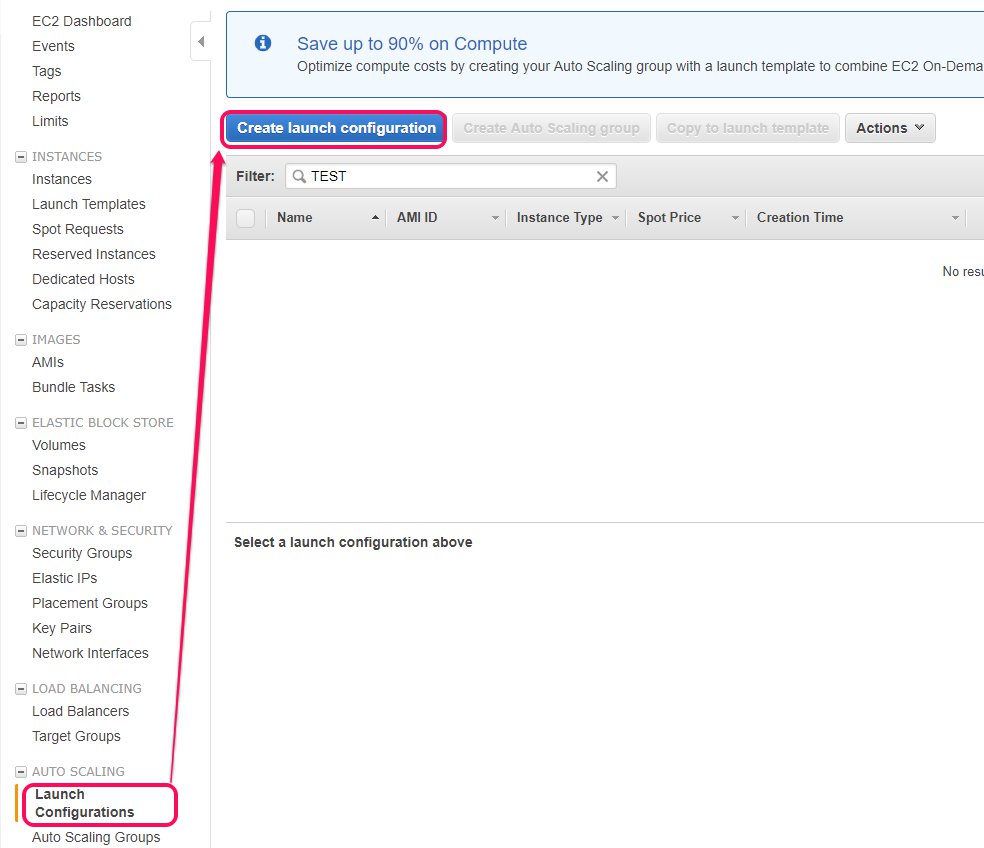 EC2 Dashboard
Events
Tags
Reports
Limits
INSTANCES
Instances
Launch Templates
Spot Requests
Reserved Instances
Dedicated Hosts
Capacity Reservations
IMAGES
AMIs
Bundle Tasks
ELASTIC BLOCK STORE
Volumes
Snapshots
Lifecycle Manager
NETWORK & SECURITY
Security Groups
Elastic IPs
Placement Groups
Key Pairs
Network Interfaces
LOAD BALANCING
Load Balancers
Target Groups
AUTO SCALING
Launch
Configurations
Auto Scaling Groups
Save up to 90% on Compute
Optimize compute costs by creating your Auto Scaling group with a launch template to combine EC2 On-Dema
Create launch configuration Create Auto Scaling group Copy to launch template Actions
Filter: TEST
Name AMI ID Instance Type Spot Price Creation Time
No resu
Select a launch configuration above